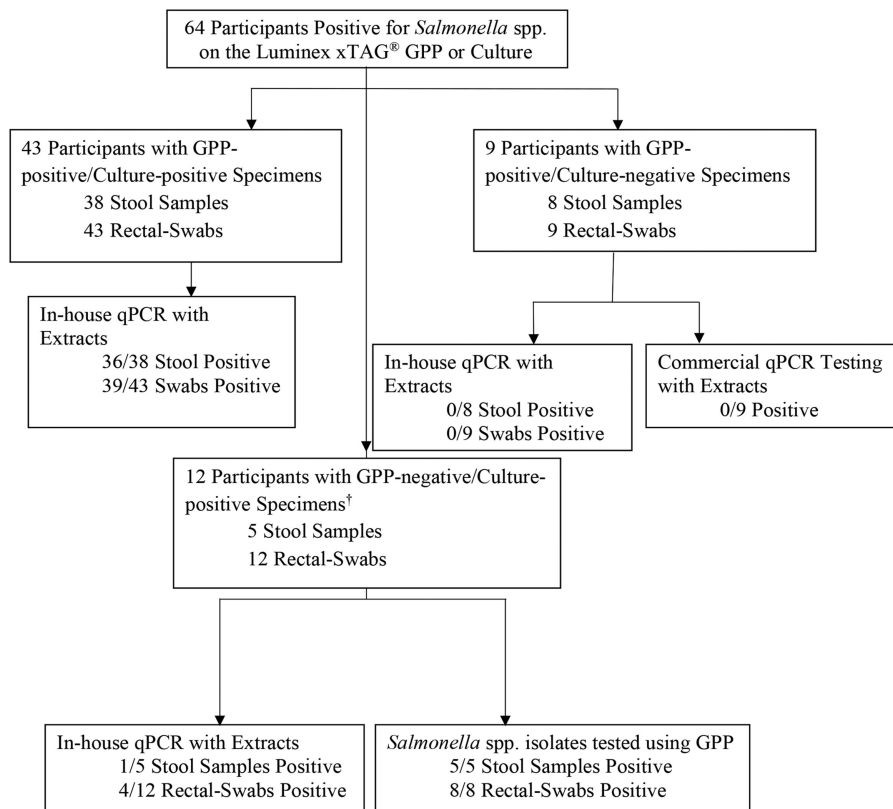 64 Participants Positive for Salmonella spp.
on the Luminex xTAG® GPP or Culture
43 Participants with GPP-
positive/Culture-positive Specimens
38 Stool Samples
43 Rectal-Swabs
9 Participants with GPP-
positive/Culture-negative Specimens
8 Stool Samples
9 Rectal-Swabs
In-house qPCR with
Extracts
36/38 Stool Positive
39/43 Swabs Positive
In-house qPCR with
Extracts
0/8 Stool Positive
0/9 Swabs Positive
Commercial qPCR Testing
with Extracts
0/9 Positive
12 Participants with GPP-negative/Culture-
positive Specimens†
5 Stool Samples
12 Rectal-Swabs
In-house qPCR with Extracts
1/5 Stool Samples Positive
4/12 Rectal-Swabs Positive
Salmonella spp. isolates tested using GPP
5/5 Stool Samples Positive
8/8 Rectal-Swabs Positive